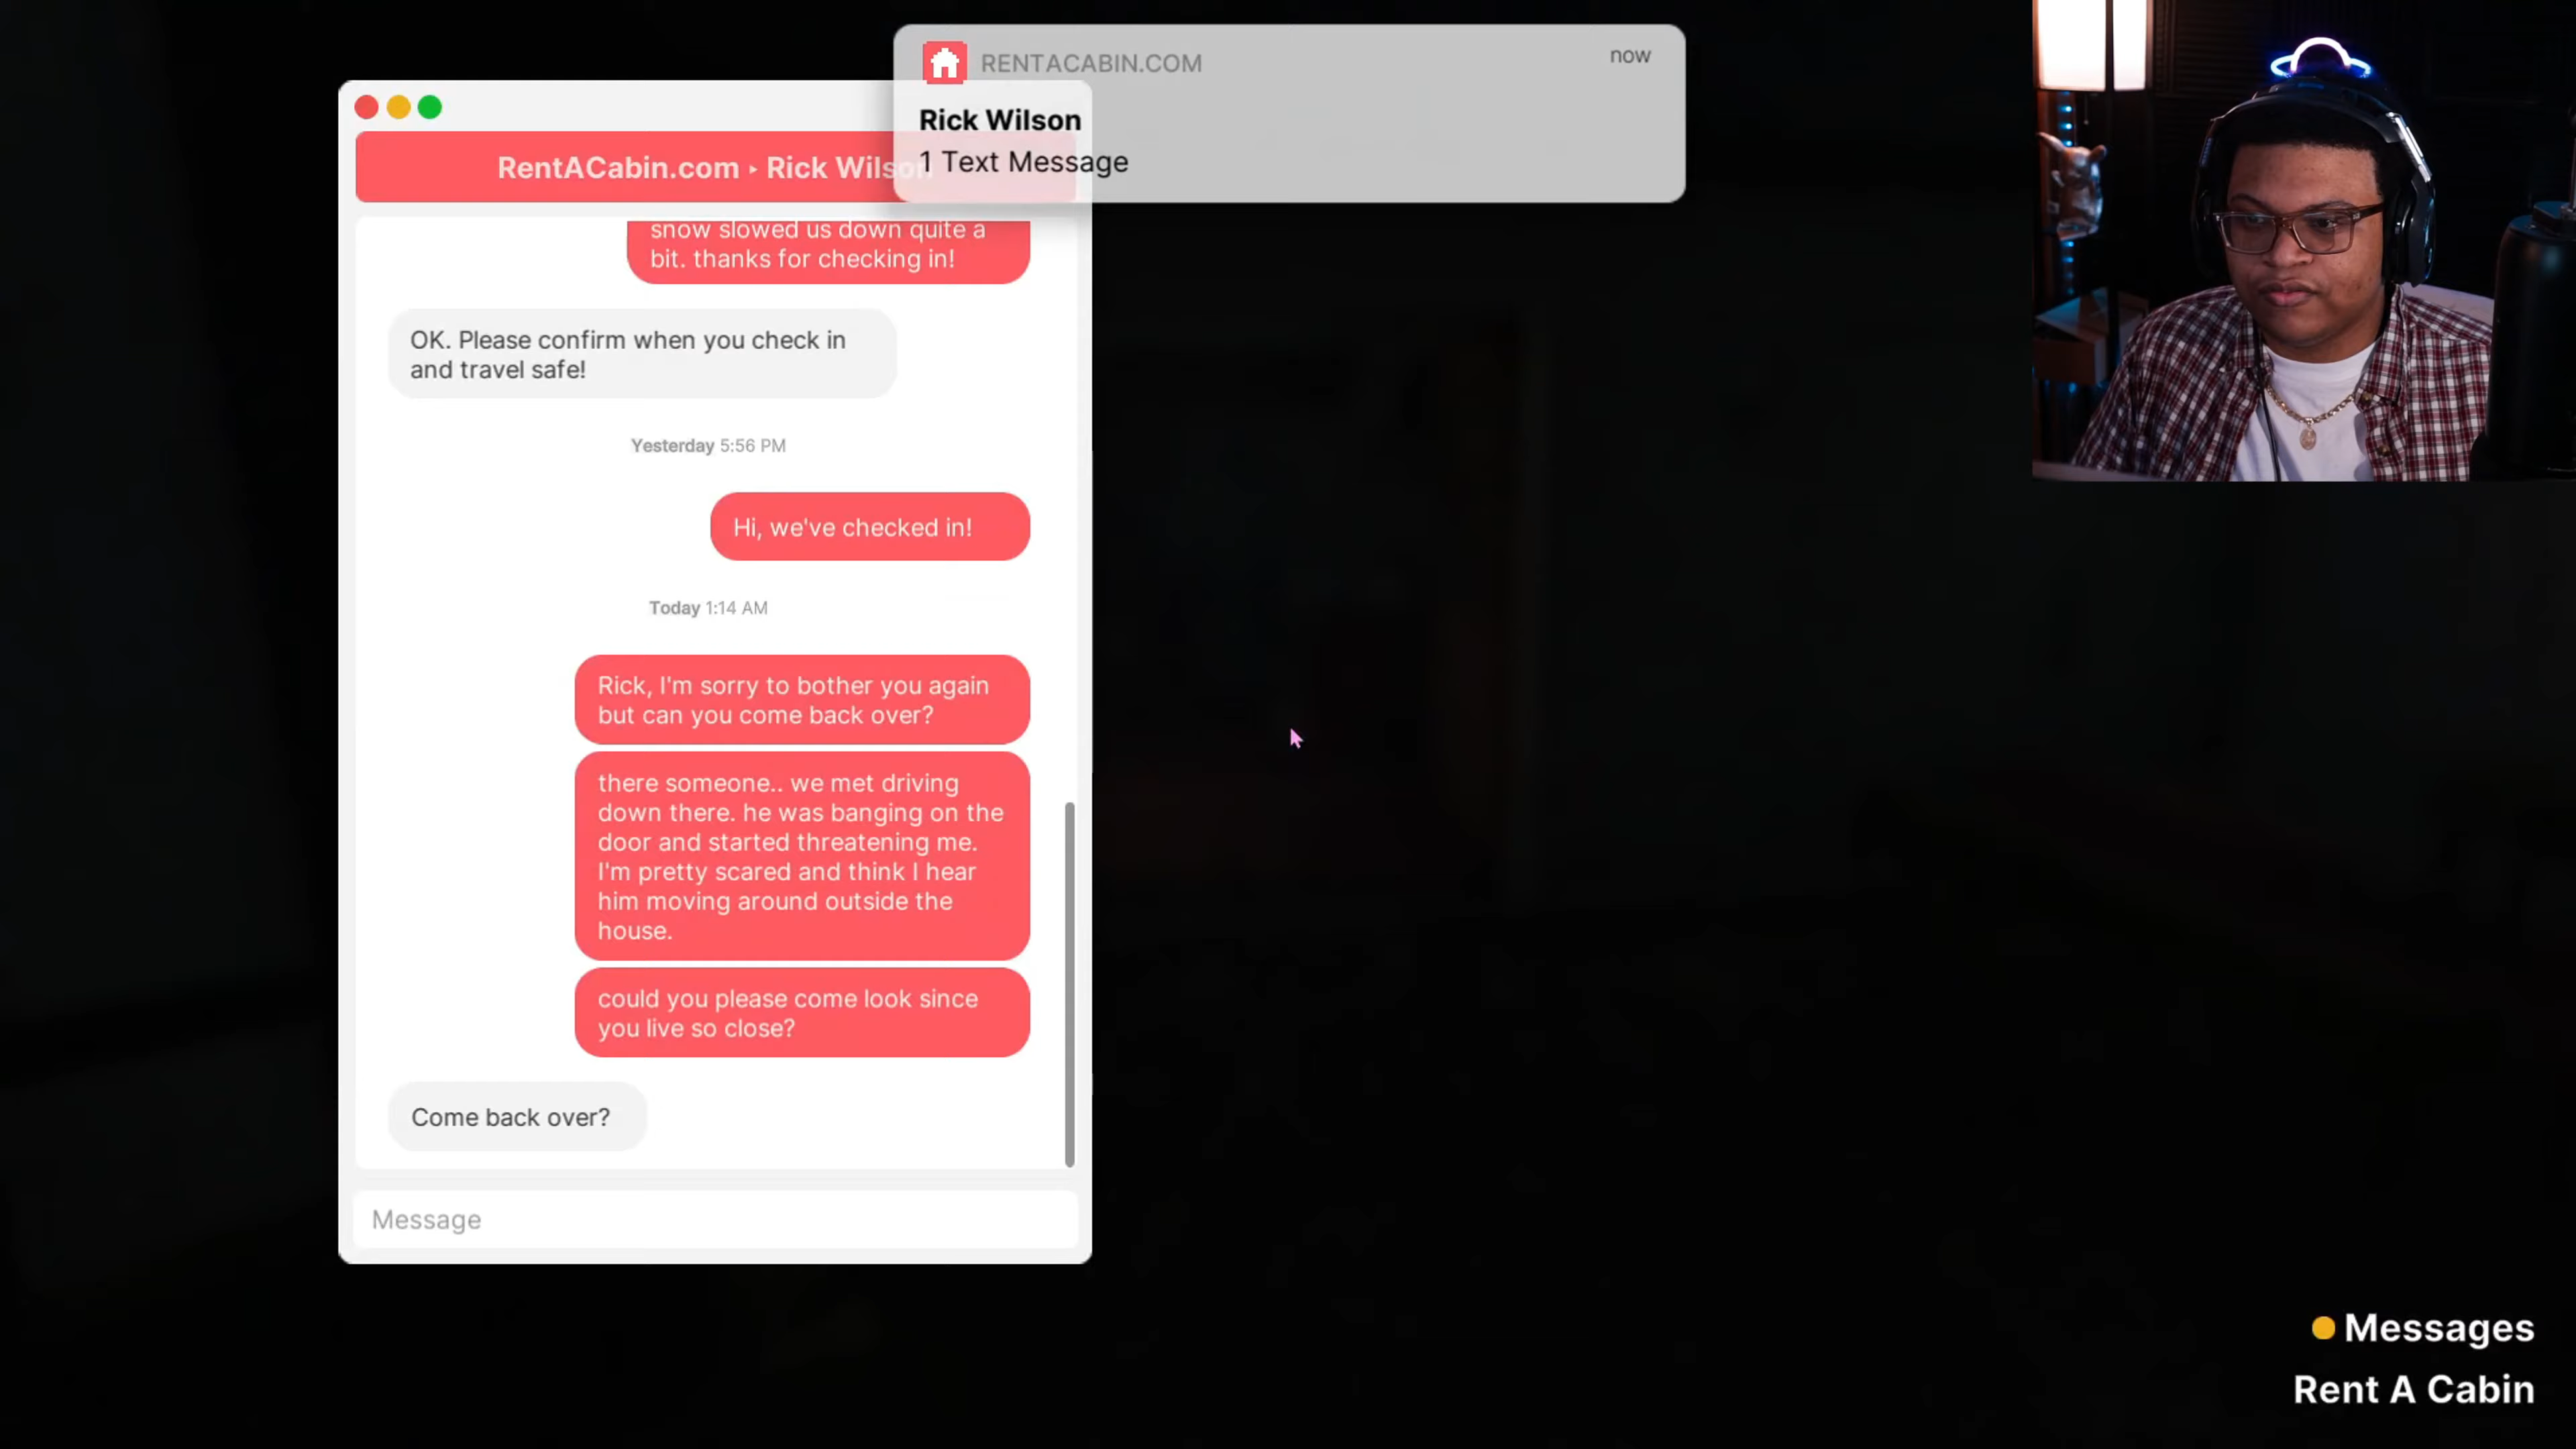 RENTACABIN.COM
now
Rick Wilson
1 Text Message
RentACabin.com ‣ Rick Wilson
snow slowed us down quite a
bit. thanks for checking in!
OK. Please confirm when you check in
and travel safe!
Yesterday 5:56 PM
Hi, we've checked in!
Today 1:14 AM
Rick, I'm sorry to bother you again
but can you come back over?
there someone.. we met driving
down there. he was banging on the
door and started threatening me.
I'm pretty scared and think I hear
him moving around outside the
house.
could you please come look since
you live so close?
Come back over?
Message
Messages
Rent A Cabin